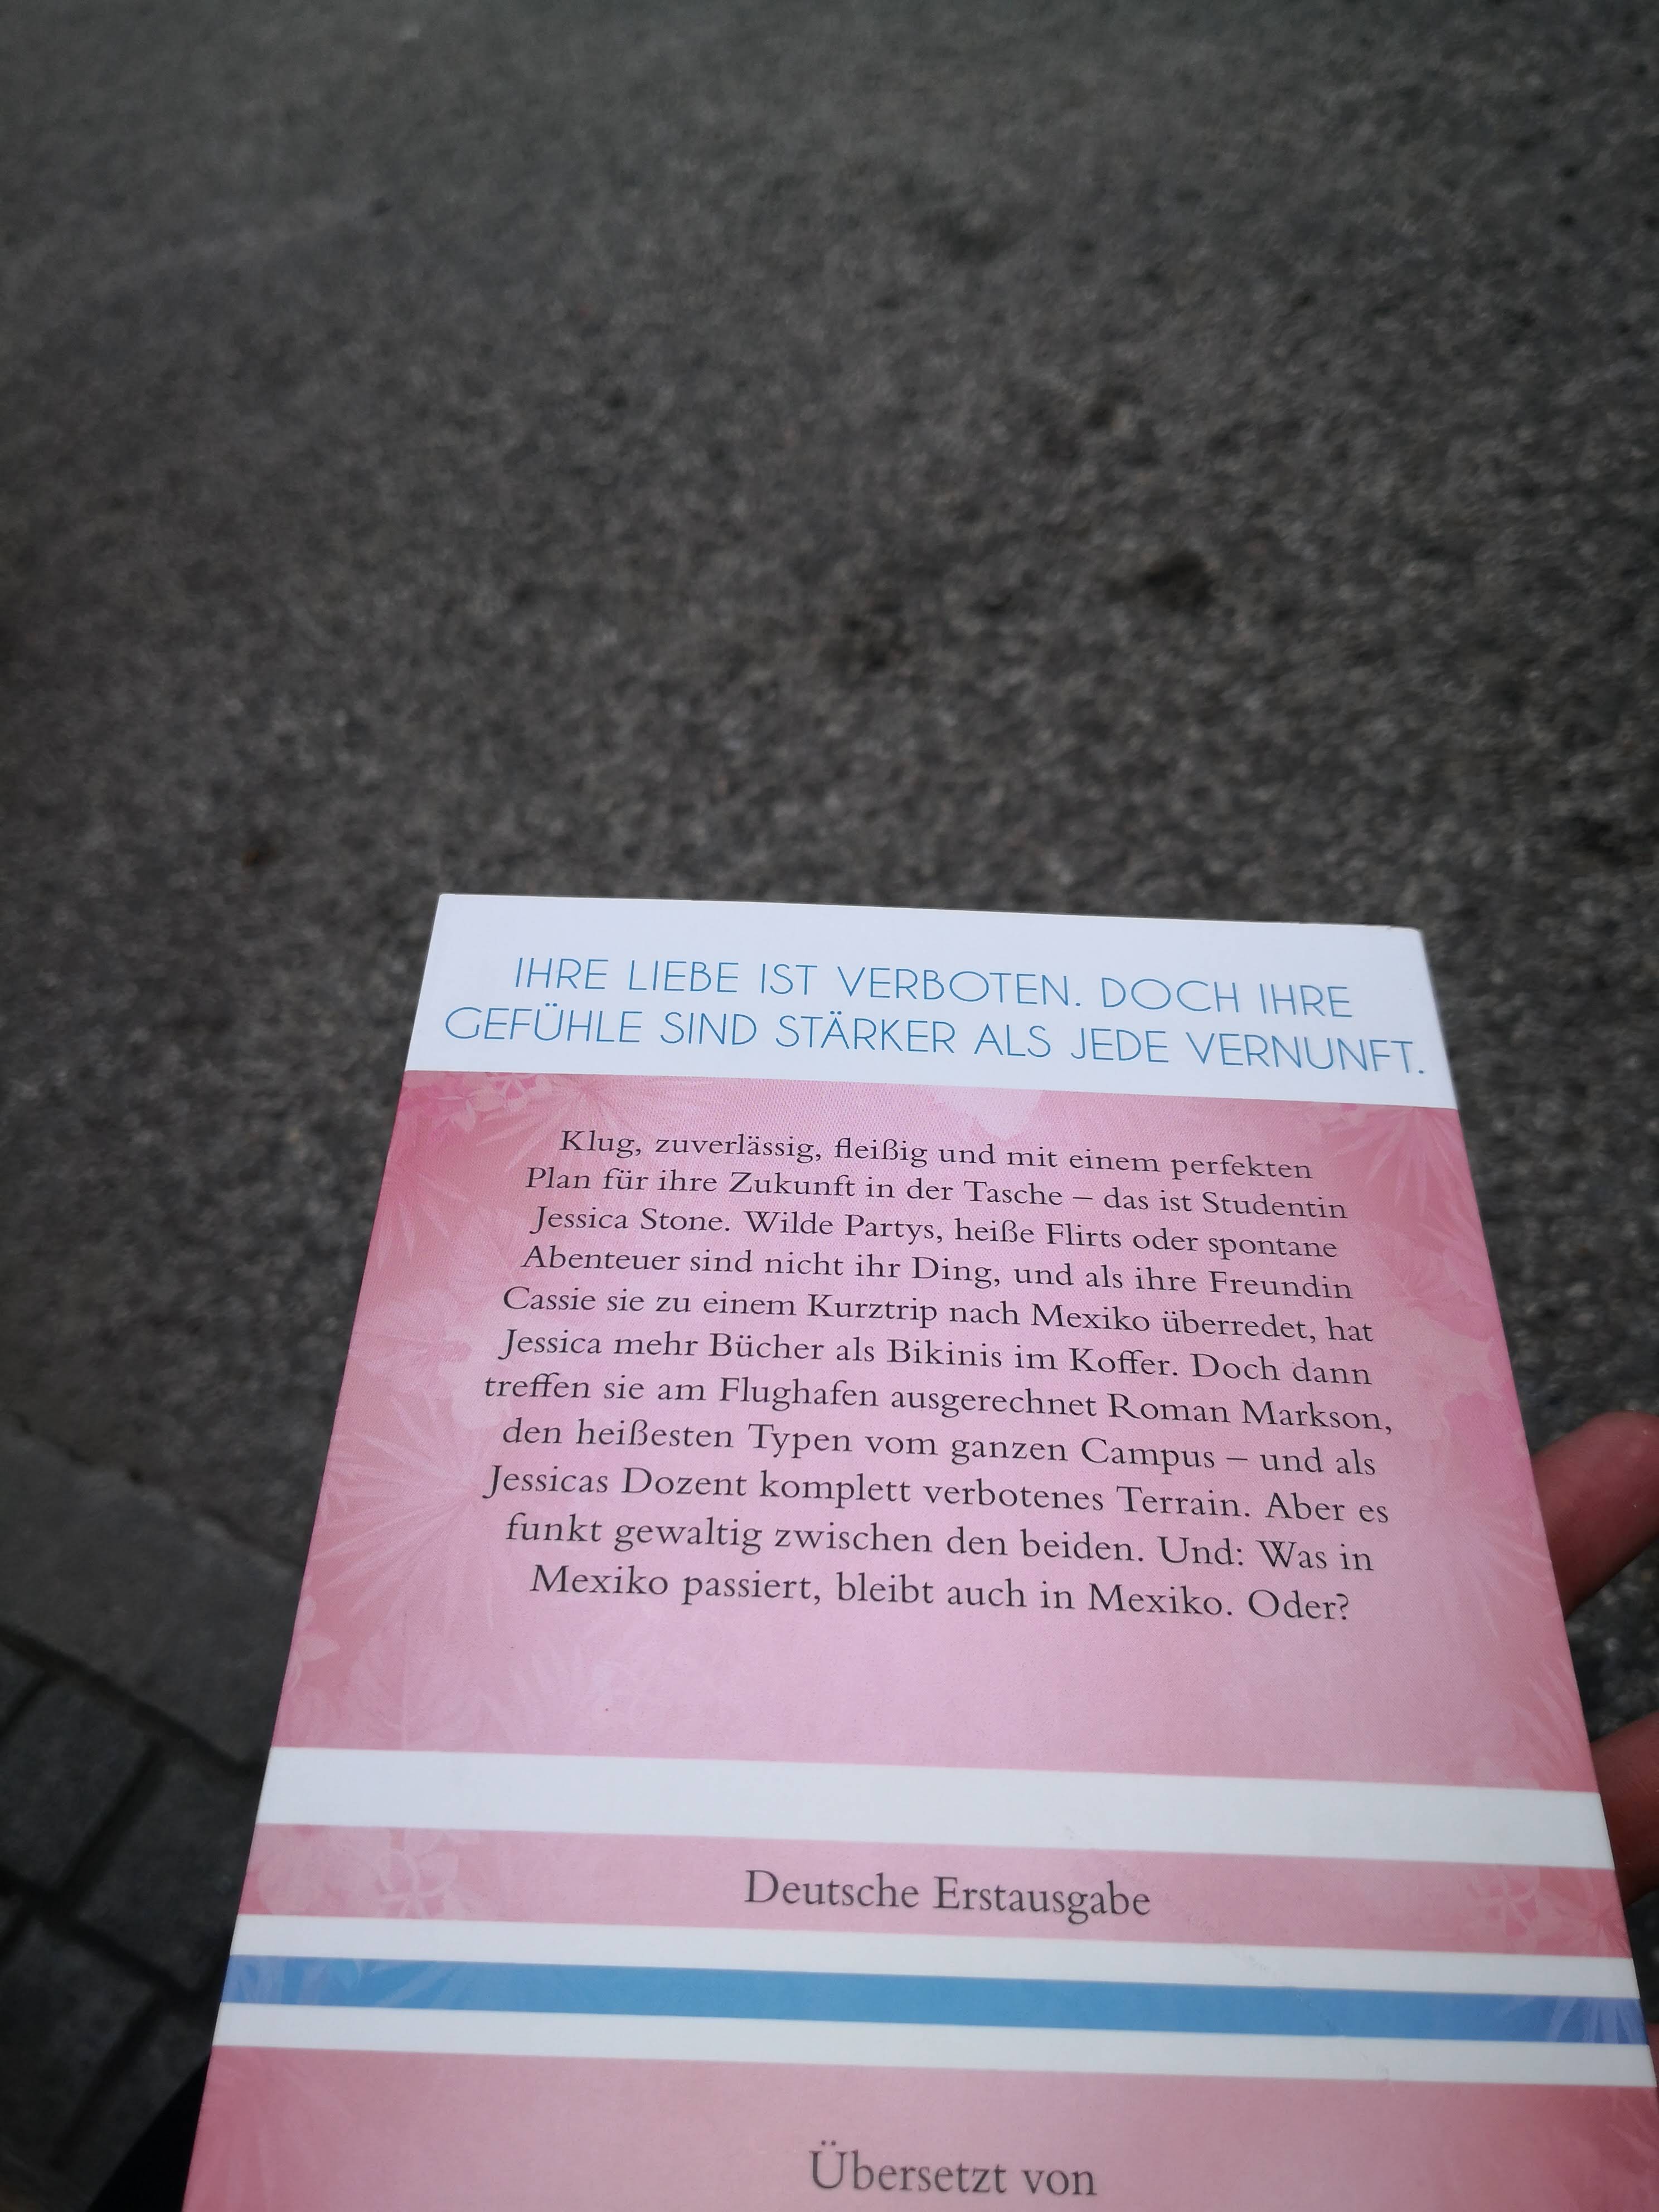 IHRE LIEBE IST VERBOTEN. DOCH IHRE
GEFÜHLE SIND STÄRKER ALS JEDE VERNUNFT.
Klug, zuverlässig, fleißig und mit einem perfekten
Plan für ihre Zukunft in der Tasche – das ist Studentin
Jessica Stone. Wilde Partys, heiße Flirts oder spontane
Abenteuer sind nicht ihr Ding, und als ihre Freundin
Cassie sie zu einem Kurztrip nach Mexiko überredet, hat
Jessica mehr Bücher als Bikinis im Koffer. Doch dann
treffen sie am Flughafen ausgerechnet Roman Markson,
den heißesten Typen vom ganzen Campus – und als
Jessicas Dozent komplett verbotenes Terrain. Aber es
funkt gewaltig zwischen den beiden. Und: Was in
Mexiko passiert, bleibt auch in Mexiko. Oder?
Deutsche Erstausgabe
Übersetzt von